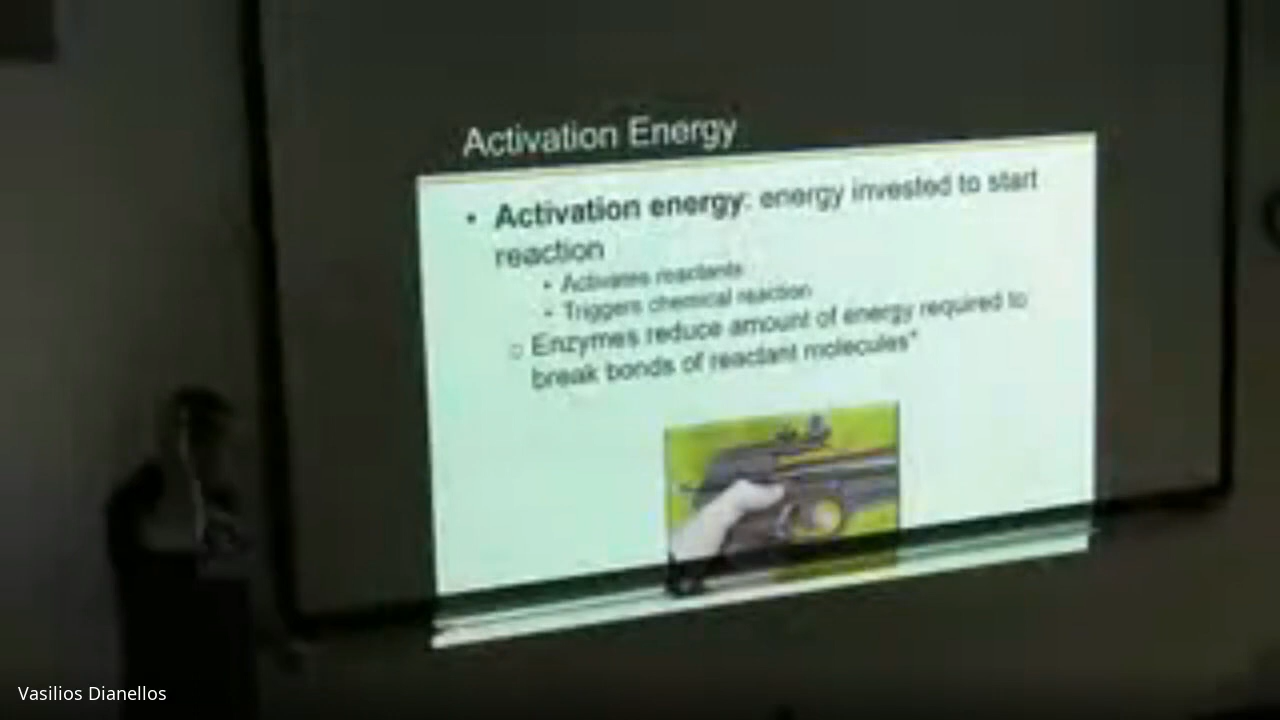 Activation Energy
• Activation energy: energy invested to start
reaction
• Activates reactants
• Triggers chemical reaction
○ Enzymes reduce amount of energy required to
break bonds of reactant molecules"
Vasilios Dianellos